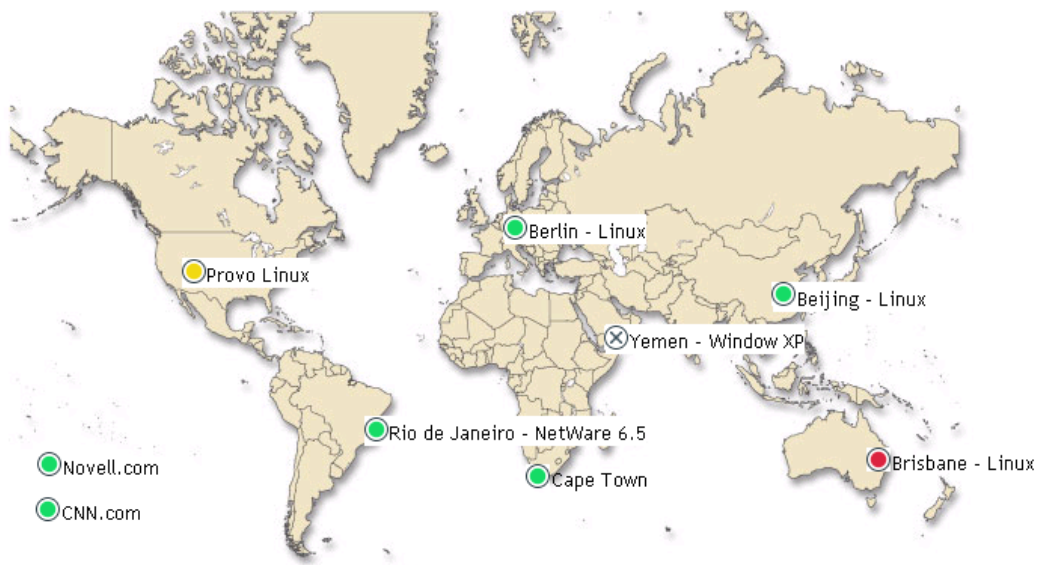 Berlin - Linux
Provo Linux
Beijing - Linux
Yemen - Window XP
Rio de Janeiro - NetWare 6.5
Novell.com
Cape Town
Brisbane - Linux
CNN.com